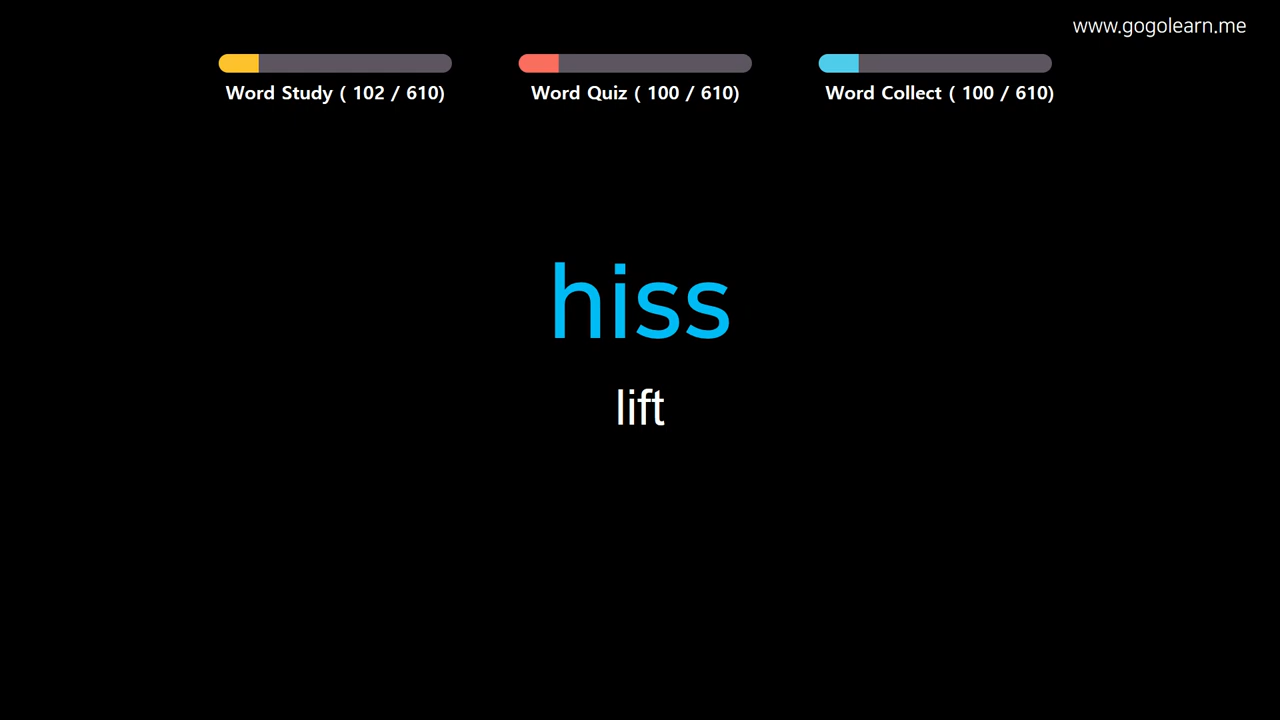 www.gogolearn.me
Word Study ( 102 / 610)
Word Quiz ( 100 / 610)
Word Collect ( 100 / 610)
hiss
lift